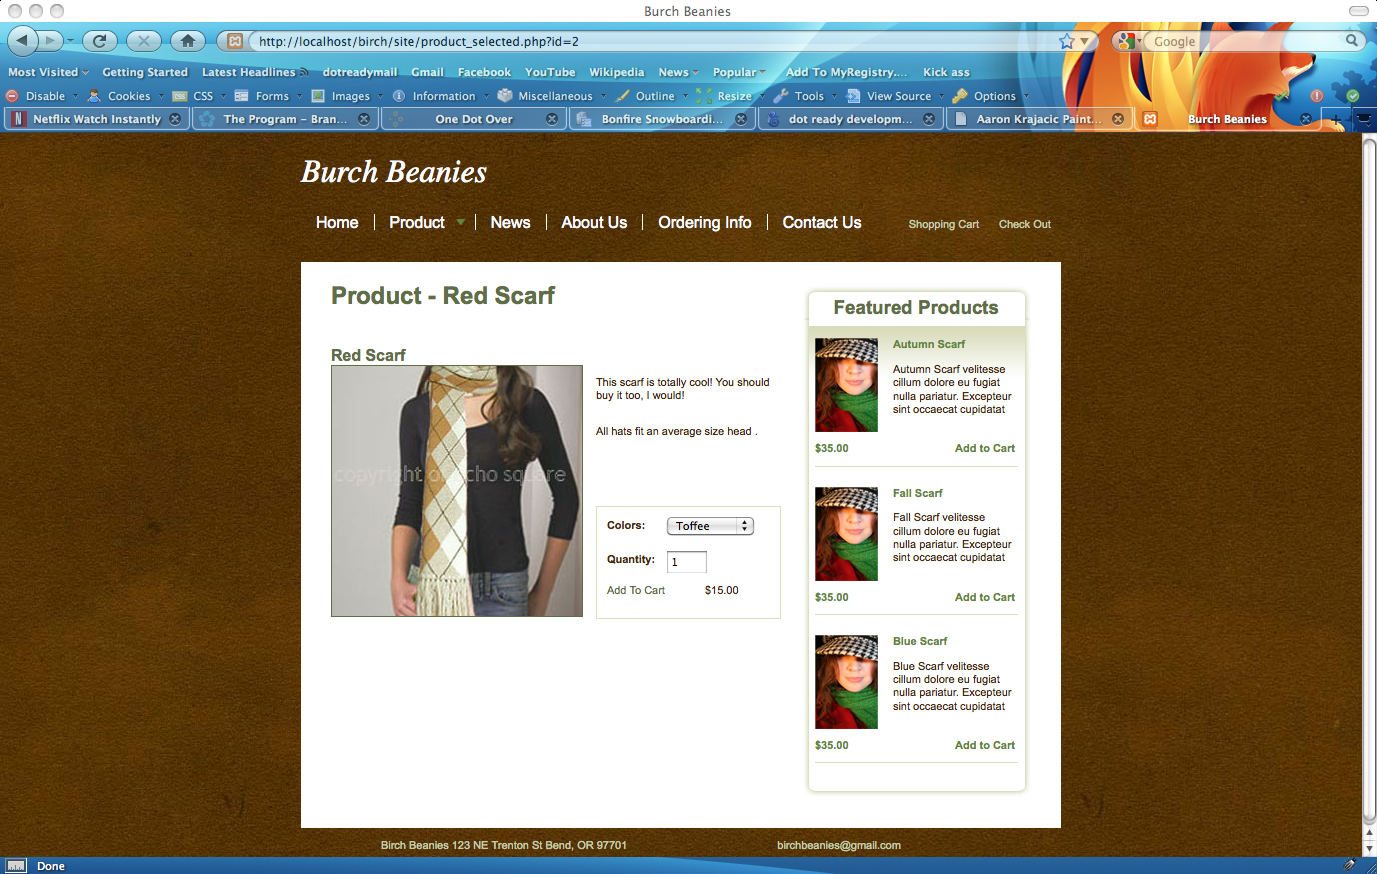 Burch Beanies
http://localhost/birch/site/product_selected.php?id=2
Google
Most Visited Getting Started Latest Headlines dotreadymail Gmail Facebook YouTube Wikipedia News Popular Add To MyRegistry.... Kick ass
Disable Cookies CSS Forms Images Information Miscellaneous Outline Resize Tools View Source Options
Netflix Watch Instantly The Program – Bran... One Dot Over Bonfire Snowboardi... dot ready developm... Aaron Krajacic Paint... Burch Beanies
Burch Beanies
Home Product News About Us Ordering Info Contact Us Shopping Cart Check Out
Product - Red Scarf
Red Scarf
This scarf is totally cool! You should
buy it too, I would!
All hats fit an average size head .
Colors: Toffee
Quantity: 1
Add To Cart $15.00
Featured Products
Autumn Scarf
Autumn Scarf velitesse
cillum dolore eu fugiat
nulla pariatur. Excepteur
sint occaecat cupidatat
$35.00 Add to Cart
Fall Scarf
Fall Scarf velitesse
cillum dolore eu fugiat
nulla pariatur. Excepteur
sint occaecat cupidatat
$35.00 Add to Cart
Blue Scarf
Blue Scarf velitesse
cillum dolore eu fugiat
nulla pariatur. Excepteur
sint occaecat cupidatat
$35.00 Add to Cart
Birch Beanies 123 NE Trenton St Bend, OR 97701 birchbeanies@gmail.com
Done